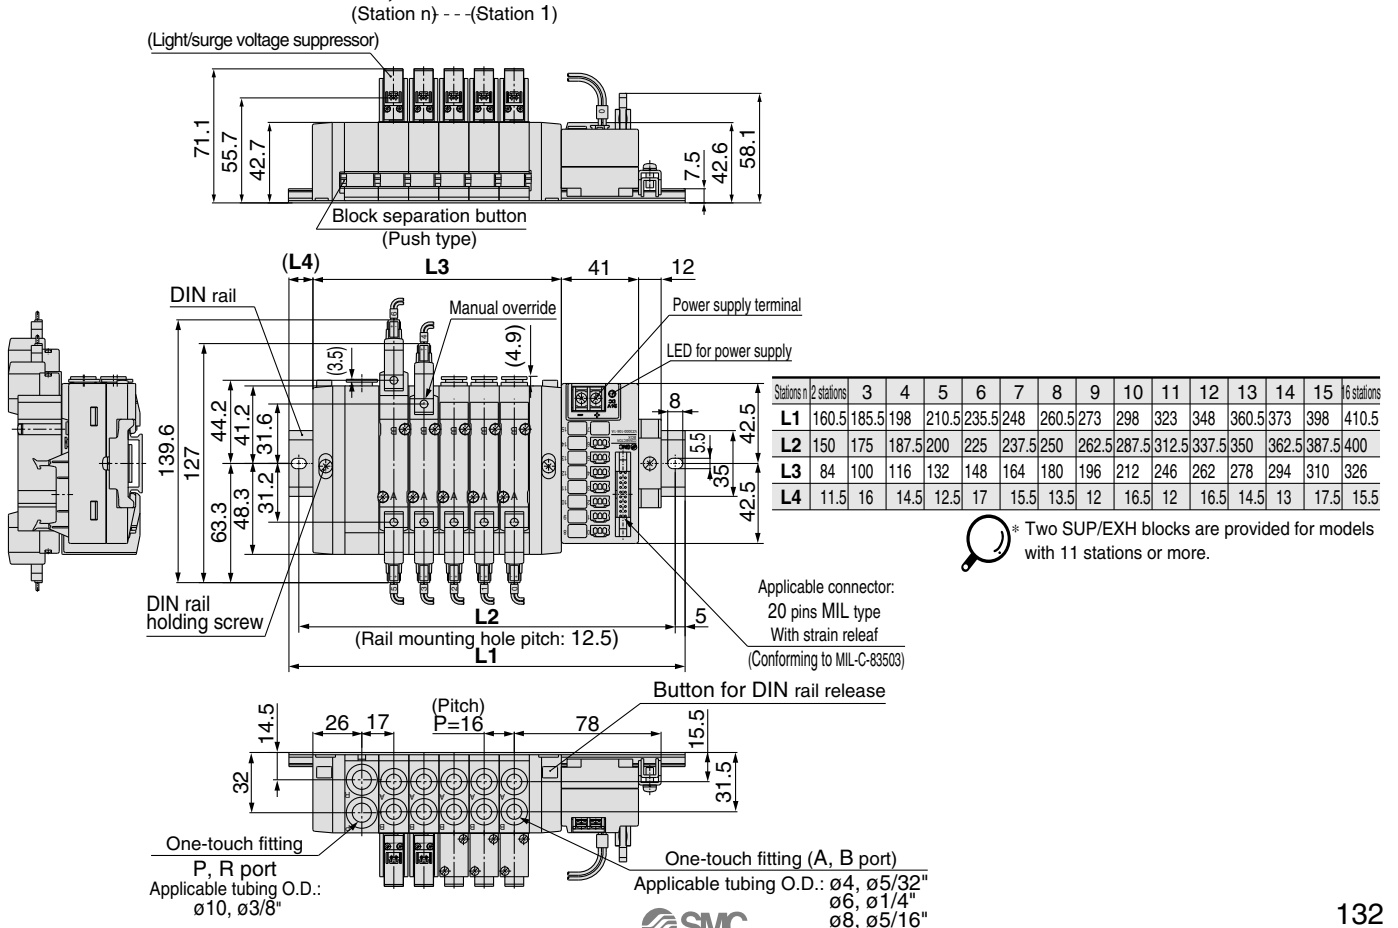 (Station n)- - - -(Station 1)
(Light/surge voltage suppressor)
71.1
55.7
42.7
7.5
42.6
58.1
Block separation button
(Push type)
(L4)
L3
41
12
DIN rail
Manual override
Power supply terminal
LED for power supply
(3.5)
(4.9)
139.6
127
44.2
41.2
31.6
63.3
48.3
31.2
8
5.5
35
42.5
42.5
A A A A A
B B B B B
DIN rail
holding screw
L2
5
(Rail mounting hole pitch: 12.5)
L1
Applicable connector:
20 pins MIL type
With strain releaf
(Conforming to MIL-C-83503)
Stations n 2 stations 3 4 5 6 7 8 9 10 11 12 13 14 15 16 stations
L1 160.5 185.5 198 210.5 235.5 248 260.5 273 298 323 348 360.5 373 398 410.5
L2 150 175 187.5 200 225 237.5 250 262.5 287.5 312.5 337.5 350 362.5 387.5 400
L3 84 100 116 132 148 164 180 196 212 246 262 278 294 310 326
L4 11.5 16 14.5 12.5 17 15.5 13.5 12 16.5 12 16.5 14.5 13 17.5 15.5
* Two SUP/EXH blocks are provided for models
with 11 stations or more.
Button for DIN rail release
14.5
26
17
(Pitch)
P=16
78
15.5
32
31.5
One-touch fitting
P, R port
Applicable tubing O.D.:
ø10, ø3/8"
One-touch fitting (A, B port)
Applicable tubing O.D.: ø4, ø5/32"
ø6, ø1/4"
ø8, ø5/16"
SMC
132